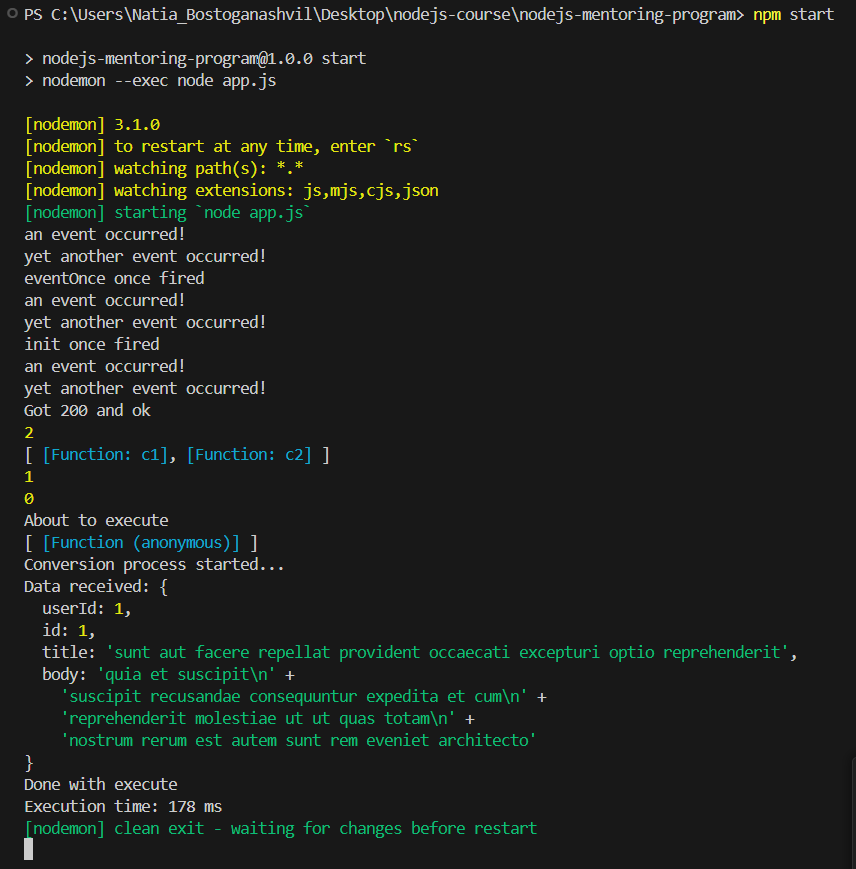 PS C:\Users\Natia_Bostoganashvil\Desktop\nodejs-course\nodejs-mentoring-program> npm start
> nodejs-mentoring-program@1.0.0 start
> nodemon --exec node app.js
[nodemon] 3.1.0
[nodemon] to restart at any time, enter `rs`
[nodemon] watching path(s): *.*
[nodemon] watching extensions: js,mjs,cjs,json
[nodemon] starting `node app.js`
an event occurred!
yet another event occurred!
eventOnce once fired
an event occurred!
yet another event occurred!
init once fired
an event occurred!
yet another event occurred!
Got 200 and ok
2
[ [Function: c1], [Function: c2] ]
1
0
About to execute
[ [Function (anonymous)] ]
Conversion process started...
Data received: {
  userId: 1,
  id: 1,
  title: 'sunt aut facere repellat provident occaecati excepturi optio reprehenderit',
  body: 'quia et suscipit\n' +
    'suscipit recusandae consequuntur expedita et cum\n' +
    'reprehenderit molestiae ut ut quas totam\n' +
    'nostrum rerum est autem sunt rem eveniet architecto'
}
Done with execute
Execution time: 178 ms
[nodemon] clean exit - waiting for changes before restart